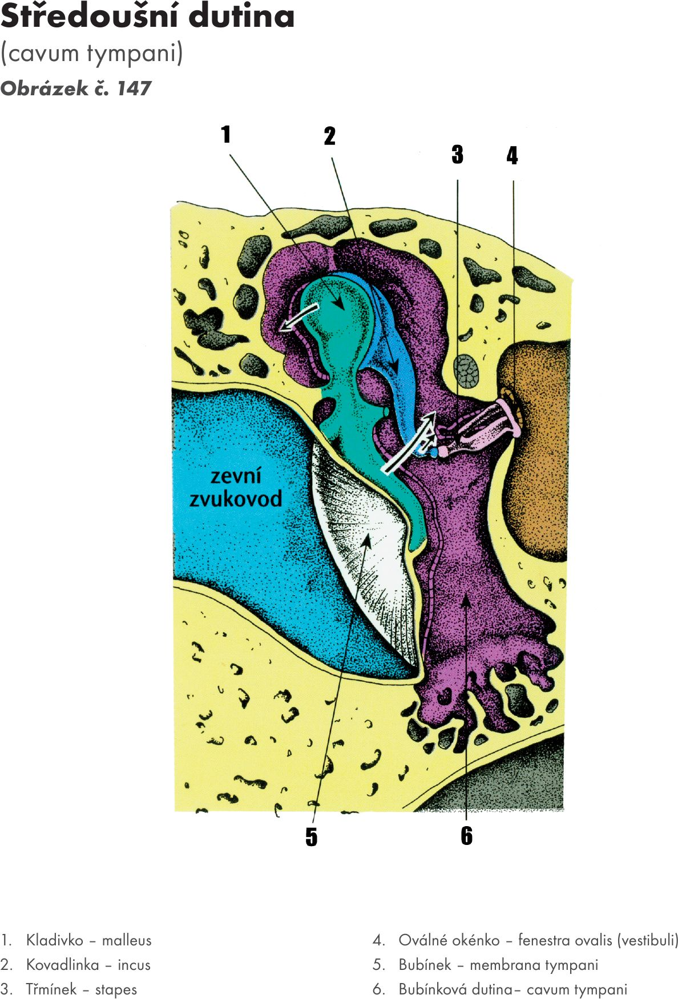 Středoušní dutina
(cavum tympani)
Obrázek č. 147
1
2
3
4
zevní
zvukovod
5
6
1. Kladivko – malleus
2. Kovadlinka – incus
3. Třmínek – stapes
4. Oválné okénko – fenestra ovalis (vestibuli)
5. Bubínek – membrana tympani
6. Bubínková dutina– cavum tympani